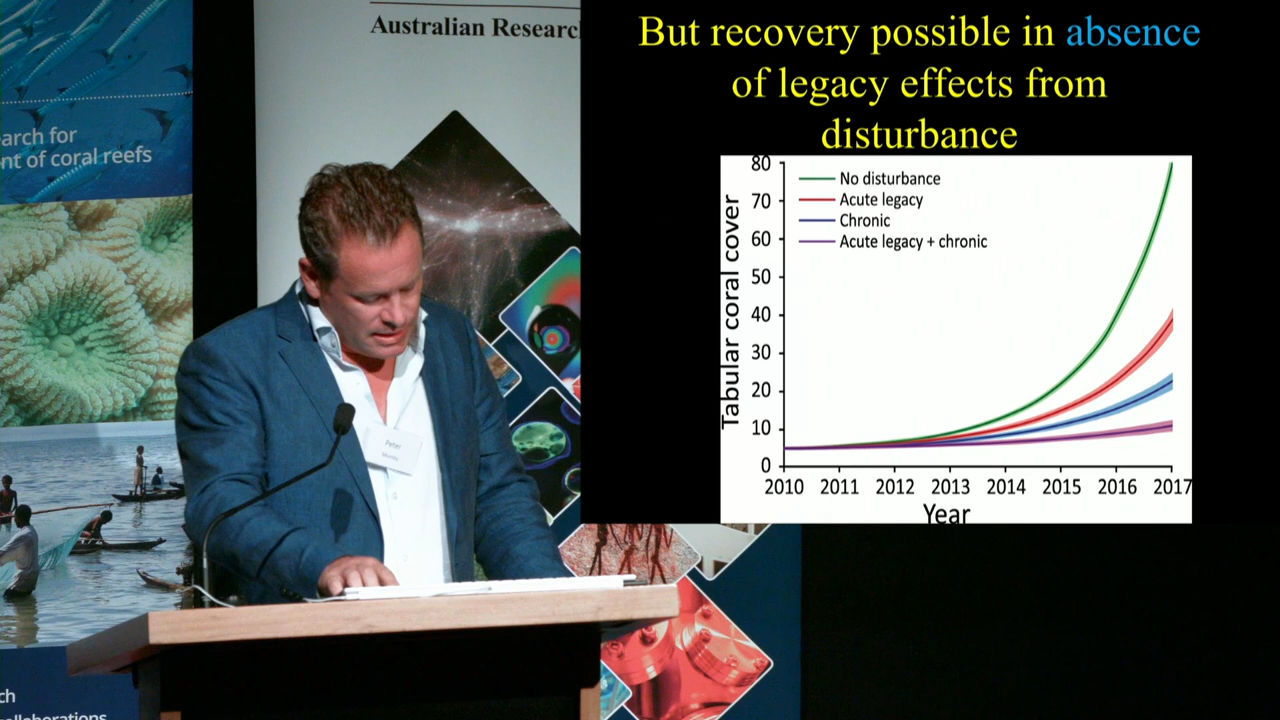 arch for
nt of coral reefs
ch
ollaborations
Australian Research
Peter
But recovery possible in absence
of legacy effects from
disturbance
80
70
60
50
40
30
20
10
0
Tabular coral cover
No disturbance
Acute legacy
Chronic
Acute legacy + chronic
2010 2011 2012 2013 2014 2015 2016 2017
Year